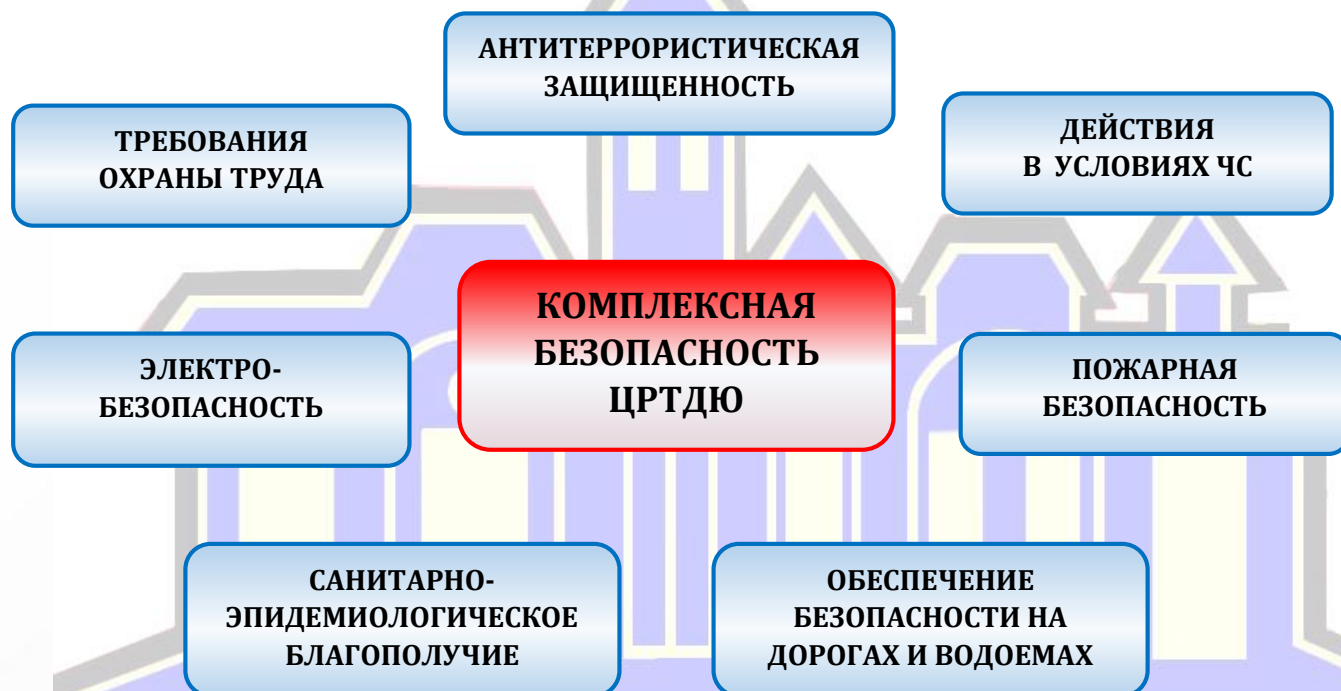 АНТИТЕРРОРИСТИЧЕСКАЯ
ЗАЩИЩЕННОСТЬ
ТРЕБОВАНИЯ
ОХРАНЫ ТРУДА
ДЕЙСТВИЯ
В УСЛОВИЯХ ЧС
КОМПЛЕКСНАЯ
БЕЗОПАСНОСТЬ
ЦРТДЮ
ЭЛЕКТРО-
БЕЗОПАСНОСТЬ
ПОЖАРНАЯ
БЕЗОПАСНОСТЬ
САНИТАРНО-
ЭПИДЕМИОЛОГИЧЕСКОЕ
БЛАГОПОЛУЧИЕ
ОБЕСПЕЧЕНИЕ
БЕЗОПАСНОСТИ НА
ДОРОГАХ И ВОДОЕМАХ